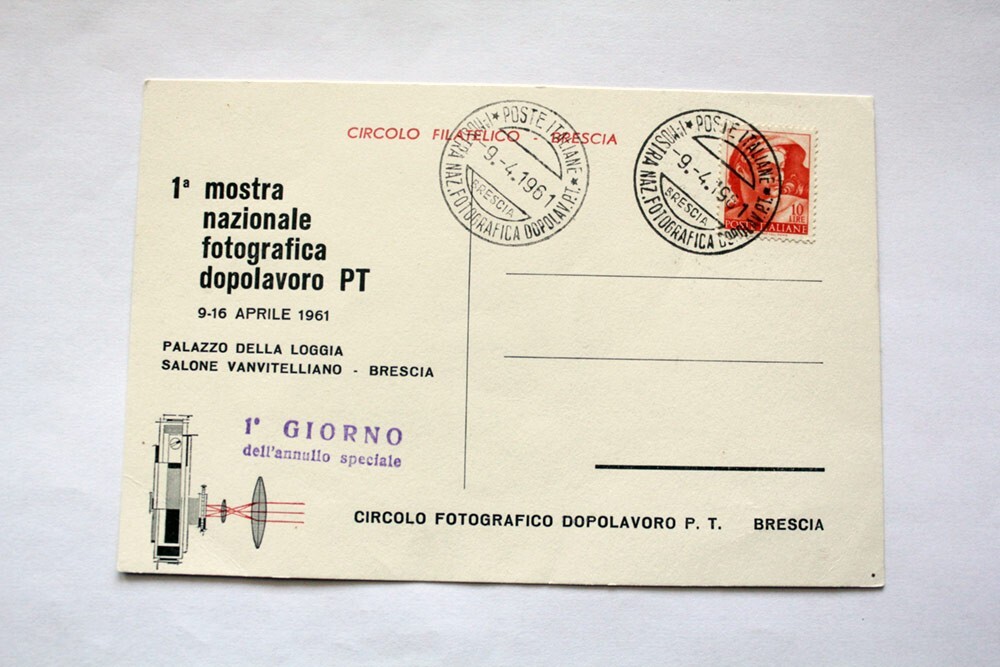 CIRCOLO FILATELICO - BRESCIA
1ª mostra
nazionale
fotografica
dopolavoro PT
9-16 APRILE 1961
PALAZZO DELLA LOGGIA
SALONE VANVITELLIANO - BRESCIA
1° GIORNO
dell'annullo speciale
CIRCOLO FOTOGRAFICO DOPOLAVORO P. T. BRESCIA
★ POSTE ITALIANE ★
I-MOSTRA NAZ. FOTOGRAFICA DOPOLAV. P.T.
9.-4.1961
BRESCIA
★ POSTE ITALIANE ★
I-MOSTRA NAZ. FOTOGRAFICA DOPOLAV. P.T.
9.-4.1961
BRESCIA
10
LIRE
POSTE ITALIANE